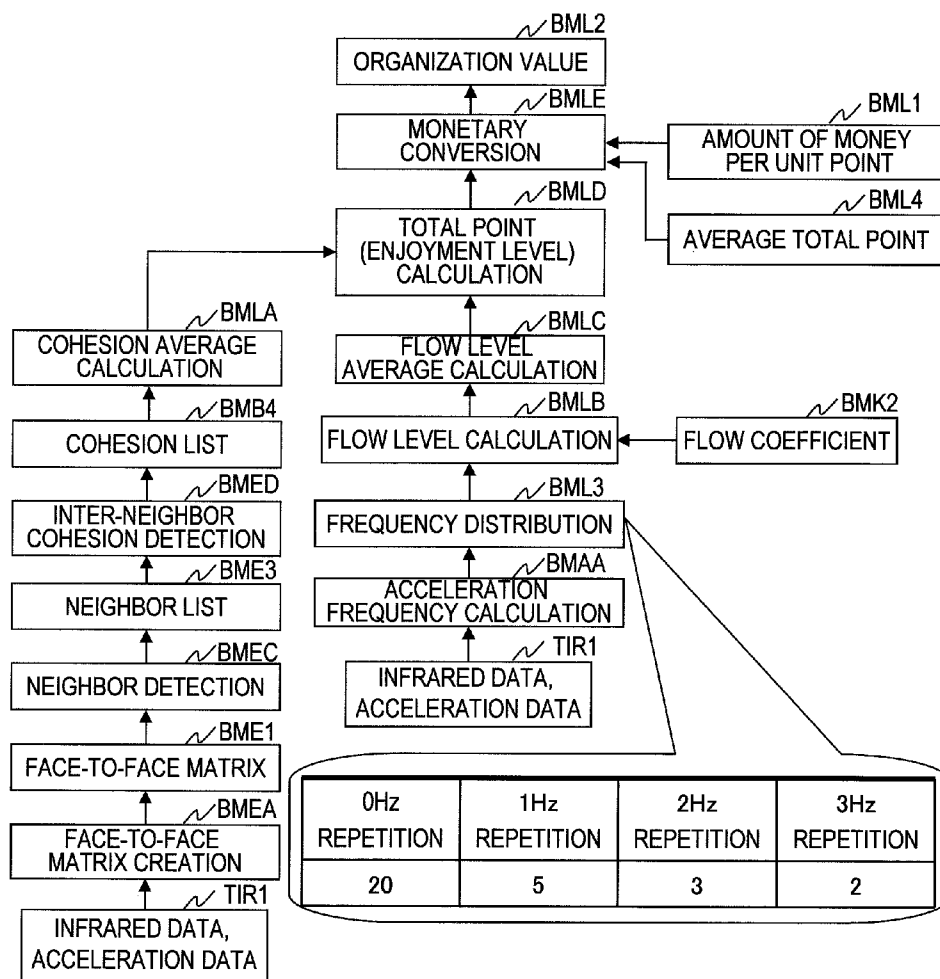 BML2
ORGANIZATION VALUE
BMLE
MONETARY
CONVERSION
BML1
AMOUNT OF MONEY
PER UNIT POINT
BML4
AVERAGE TOTAL POINT
BMLD
TOTAL POINT
(ENJOYMENT LEVEL)
CALCULATION
BMLA
COHESION AVERAGE
CALCULATION
BMLC
FLOW LEVEL
AVERAGE CALCULATION
BMB4
COHESION LIST
BMLB
FLOW LEVEL CALCULATION
BMK2
FLOW COEFFICIENT
BMED
INTER-NEIGHBOR
COHESION DETECTION
BML3
FREQUENCY DISTRIBUTION
BME3
NEIGHBOR LIST
BMAA
ACCELERATION
FREQUENCY CALCULATION
BMEC
NEIGHBOR DETECTION
TIR1
INFRARED DATA,
ACCELERATION DATA
BME1
FACE-TO-FACE MATRIX
BMEA
FACE-TO-FACE
MATRIX CREATION
TIR1
INFRARED DATA,
ACCELERATION DATA
0Hz 1Hz 2Hz 3Hz
REPETITION REPETITION REPETITION REPETITION
20 5 3 2